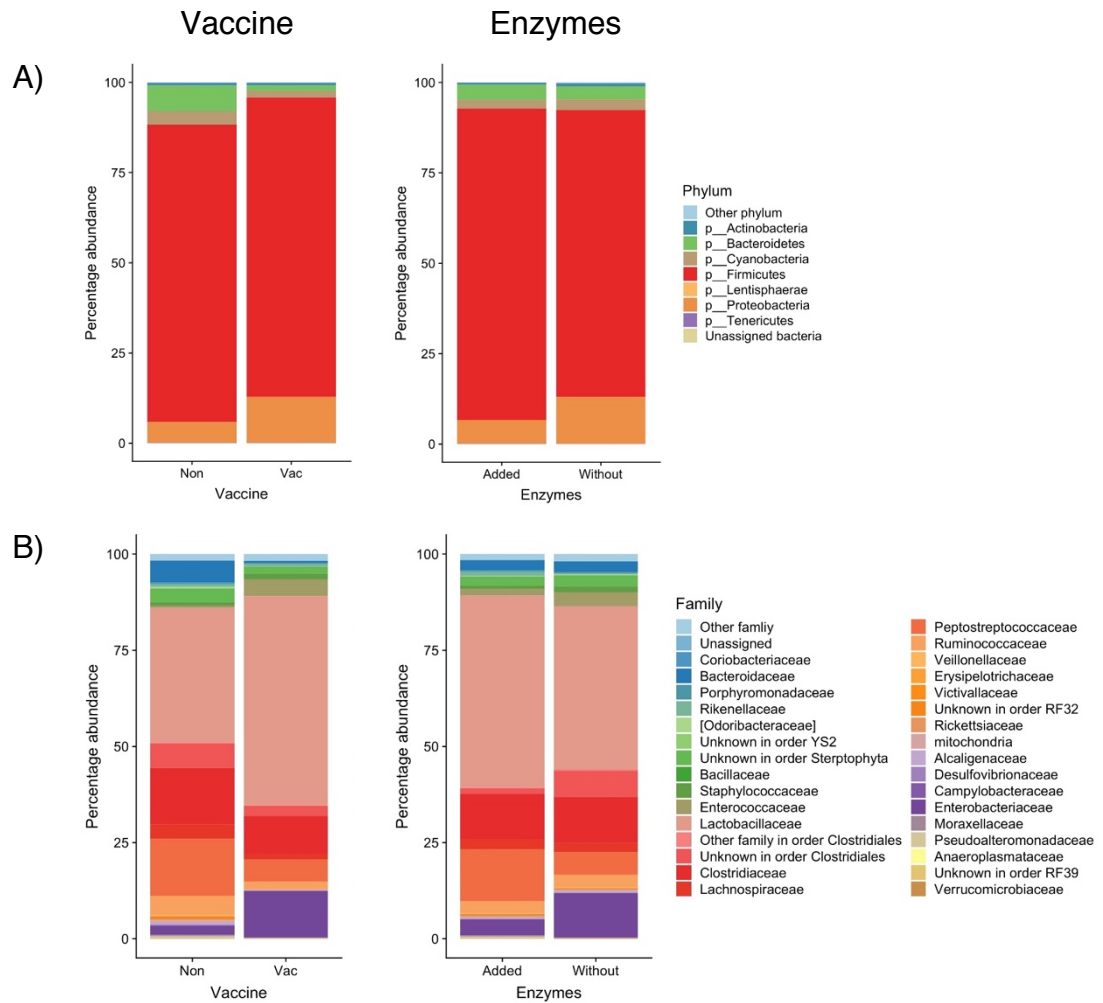 Vaccine
Enzymes
A)
100
75
50
25
0
Percentage abundance
Non
Vac
Vaccine
100
75
50
25
0
Percentage abundance
Added
Without
Enzymes
Phylum
Other phylum
p__Actinobacteria
p__Bacteroidetes
p__Cyanobacteria
p__Firmicutes
p__Lentisphaerae
p__Proteobacteria
p__Tenericutes
Unassigned bacteria
B)
100
75
50
25
0
Percentage abundance
Non
Vac
Vaccine
100
75
50
25
0
Percentage abundance
Added
Without
Enzymes
Family
Other famliy
Unassigned
Coriobacteriaceae
Bacteroidaceae
Porphyromonadaceae
Rikenellaceae
[Odoribacteraceae]
Unknown in order YS2
Unknown in order Sterptophyta
Bacillaceae
Staphylococcaceae
Enterococcaceae
Lactobacillaceae
Other family in order Clostridiales
Unknown in order Clostridiales
Clostridiaceae
Lachnospiraceae
Peptostreptococcaceae
Ruminococcaceae
Veillonellaceae
Erysipelotrichaceae
Victivallaceae
Unknown in order RF32
Rickettsiaceae
mitochondria
Alcaligenaceae
Desulfovibrionaceae
Campylobacteraceae
Enterobacteriaceae
Moraxellaceae
Pseudoalteromonadaceae
Anaeroplasmataceae
Unknown in order RF39
Verrucomicrobiaceae